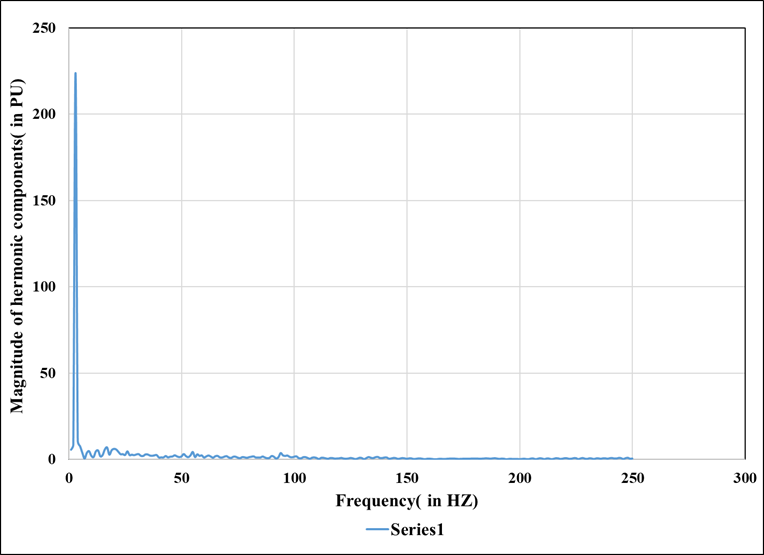 Magnitude of hermonic components( in PU)
250
200
150
100
50
0
0 50 100 150 200 250 300
Frequency( in HZ)
Series1